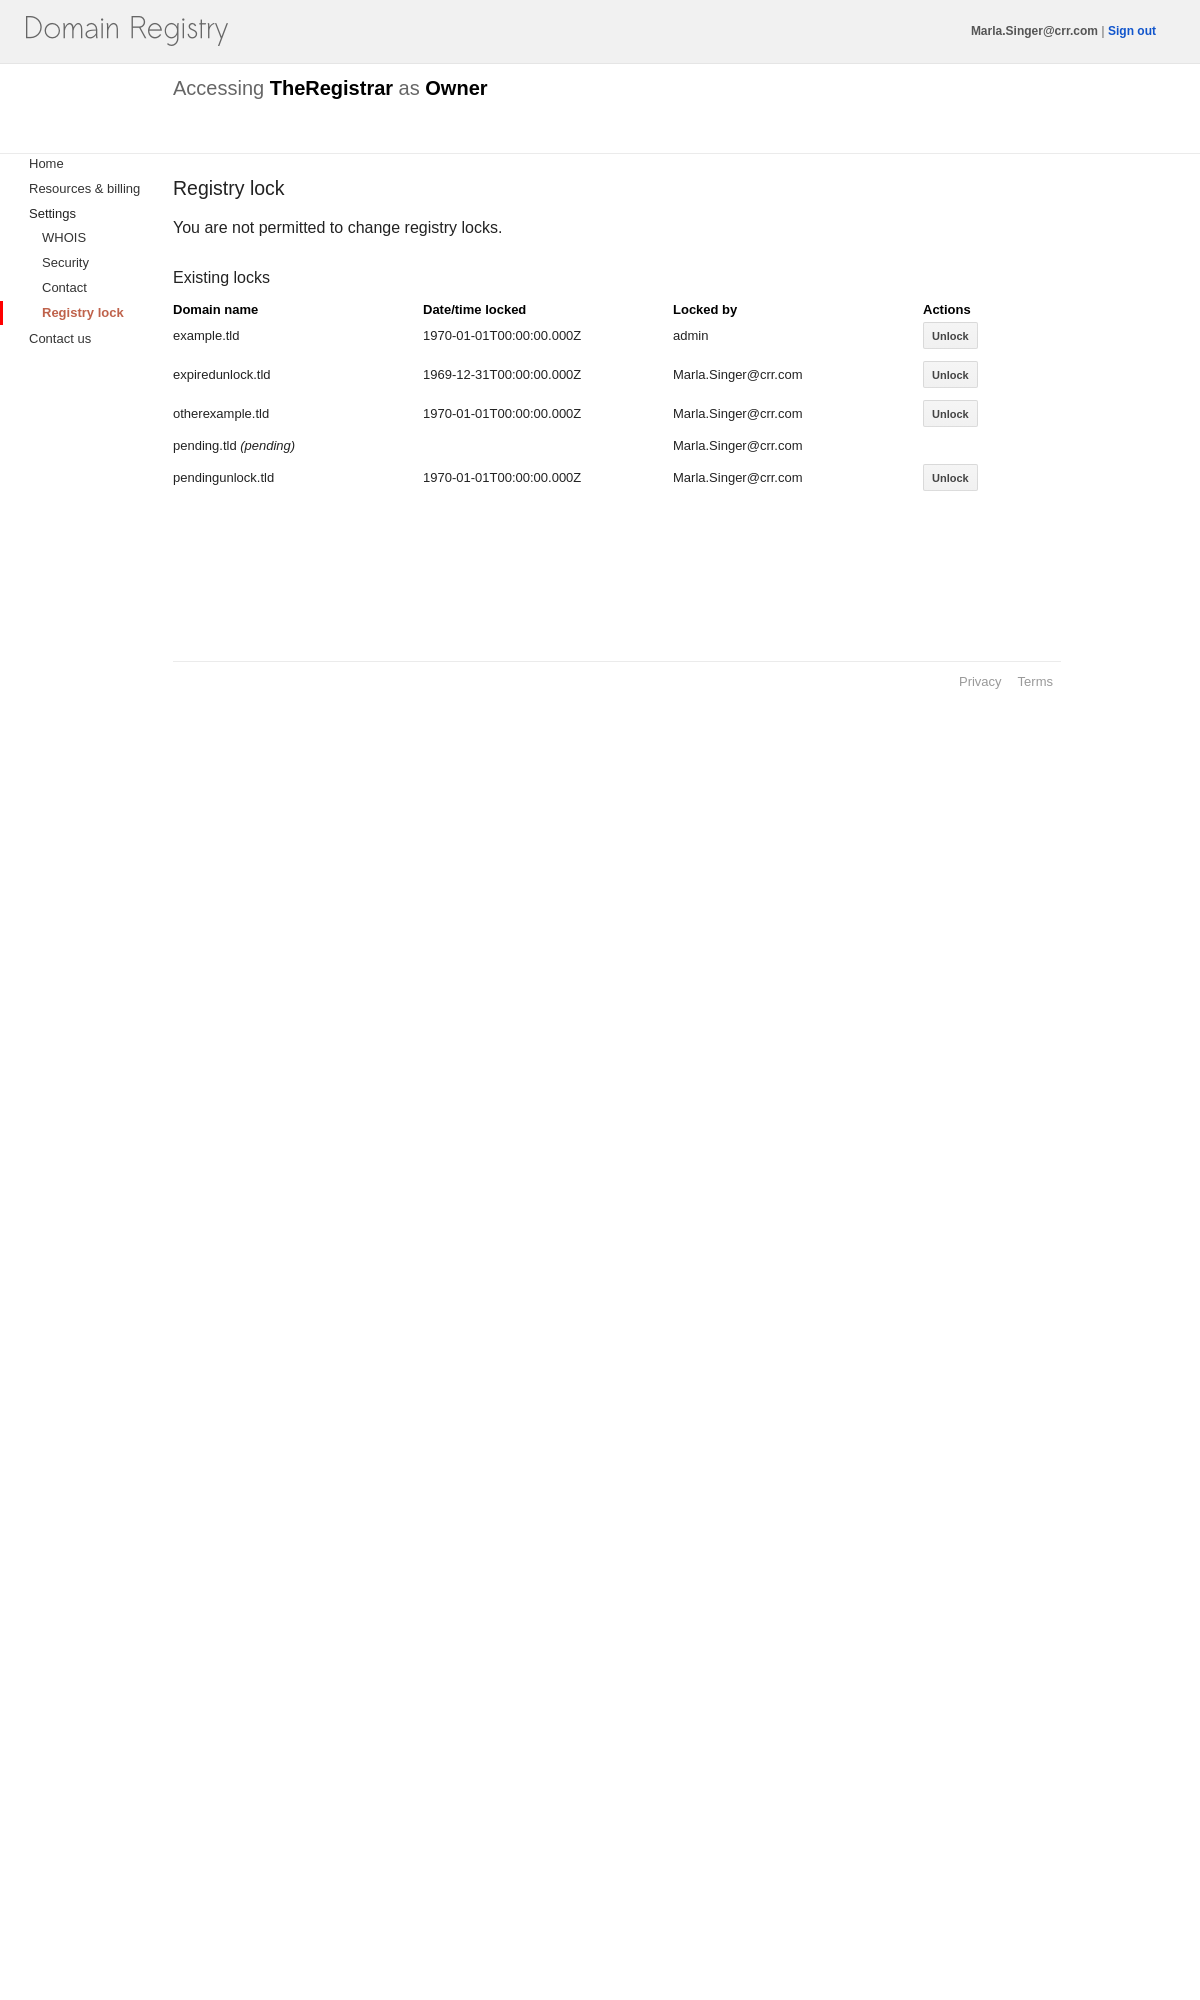 Domain Registry
Marla.Singer@crr.com | Sign out
Accessing TheRegistrar as Owner
Home
Resources & billing
Settings
WHOIS
Security
Contact
Registry lock
Contact us
Registry lock
You are not permitted to change registry locks.
Existing locks
Domain name Date/time locked Locked by Actions
example.tld 1970-01-01T00:00:00.000Z admin Unlock
expiredunlock.tld 1969-12-31T00:00:00.000Z Marla.Singer@crr.com Unlock
otherexample.tld 1970-01-01T00:00:00.000Z Marla.Singer@crr.com Unlock
pending.tld (pending) Marla.Singer@crr.com
pendingunlock.tld 1970-01-01T00:00:00.000Z Marla.Singer@crr.com Unlock
Privacy Terms